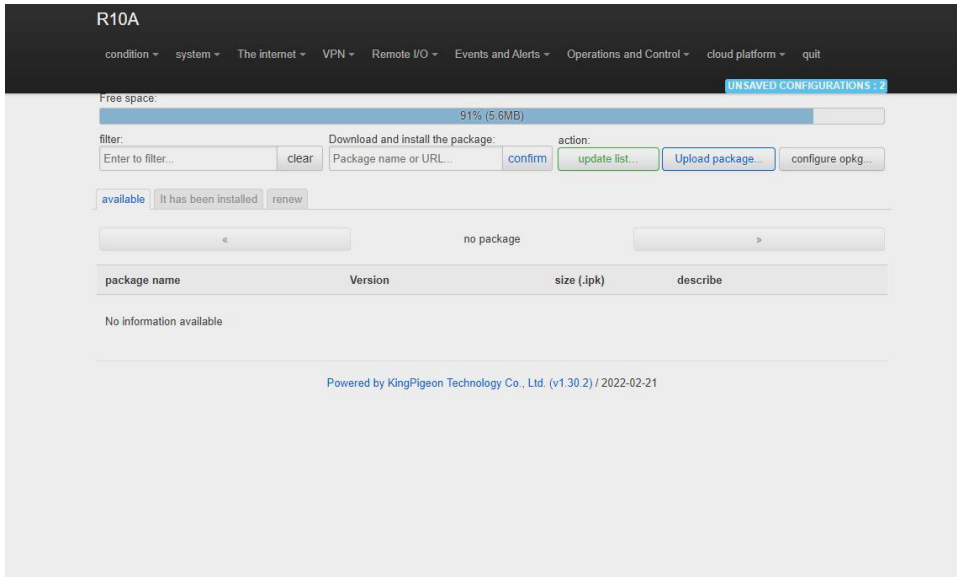 R10A
condition system The internet VPN Remote I/O Events and Alerts Operations and Control cloud platform quit
UNSAVED CONFIGURATIONS : 2
Free space:
91% (5.6MB)
filter: Download and install the package: action:
Enter to filter... clear Package name or URL... confirm update list... Upload package... configure opkg...
available It has been installed renew
« no package »
package name Version size (.ipk) describe
No information available
Powered by KingPigeon Technology Co., Ltd. (v1.30.2) / 2022-02-21